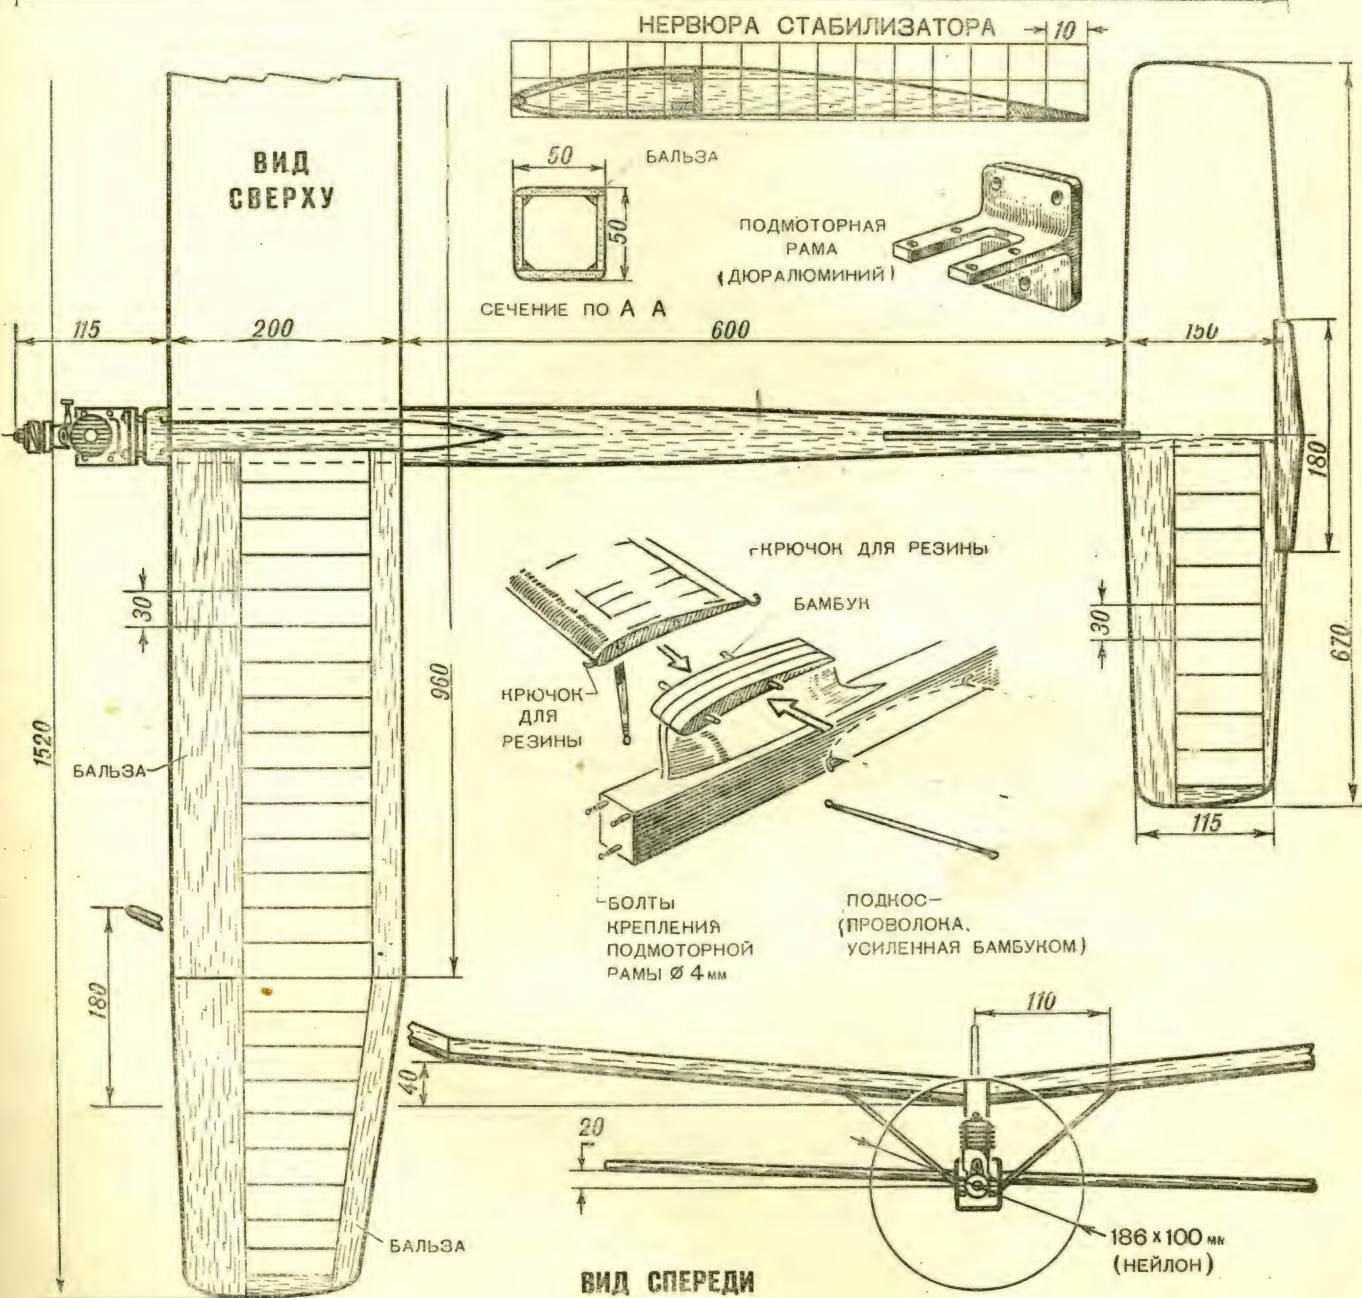 НЕРВЮРА СТАБИЛИЗАТОРА
10
ВИД
СВЕРХУ
50
БАЛЬЗА
50
ПОДМОТОРНАЯ
РАМА
(ДЮРАЛЮМИНИЙ)
СЕЧЕНИЕ ПО А А
115
200
600
150
180
670
КРЮЧОК ДЛЯ РЕЗИНЫ
БАМБУК
30
30
960
КРЮЧОК
ДЛЯ
РЕЗИНЫ
1520
БАЛЬЗА
115
БОЛТЫ
КРЕПЛЕНИЯ
ПОДМОТОРНОЙ
РАМЫ Ø 4 мм
ПОДКОС-
(ПРОВОЛОКА,
УСИЛЕННАЯ БАМБУКОМ)
180
110
40
20
БАЛЬЗА
186 х 100 мм
(НЕЙЛОН)
ВИД СПЕРЕДИ